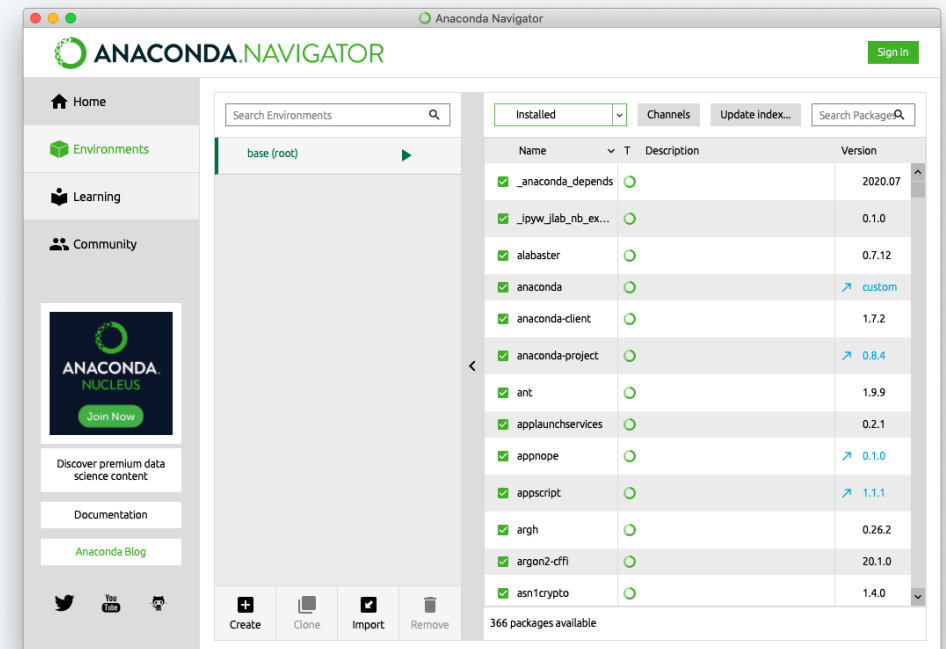 Anaconda Navigator
ANACONDA.NAVIGATOR
Sign in
Home
Environments
Learning
Community
ANACONDA.
NUCLEUS
Join Now
Discover premium data
science content
Documentation
Anaconda Blog
You
Tube
Search Environments
base (root)
Create
Clone
Import
Remove
Installed
Channels
Update index...
Search Packages
Name T Description Version
_anaconda_depends 2020.07
_ipyw_jlab_nb_ex... 0.1.0
alabaster 0.7.12
anaconda custom
anaconda-client 1.7.2
anaconda-project 0.8.4
ant 1.9.9
applaunchservices 0.2.1
appnope 0.1.0
appscript 1.1.1
argh 0.26.2
argon2-cffi 20.1.0
asn1crypto 1.4.0
366 packages available